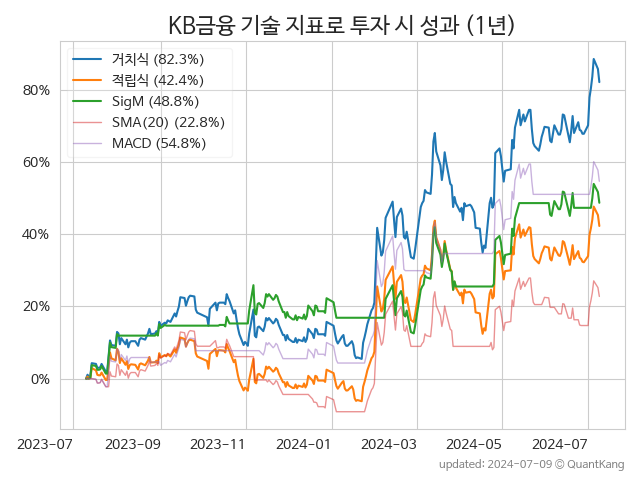 KB금융 기술 지표로 투자 시 성과 (1년)
거치식 (82.3%)
적립식 (42.4%)
SigM (48.8%)
SMA(20) (22.8%)
MACD (54.8%)
80%
60%
40%
20%
0%
2023-07 2023-09 2023-11 2024-01 2024-03 2024-05 2024-07
updated: 2024-07-09 © QuantKang